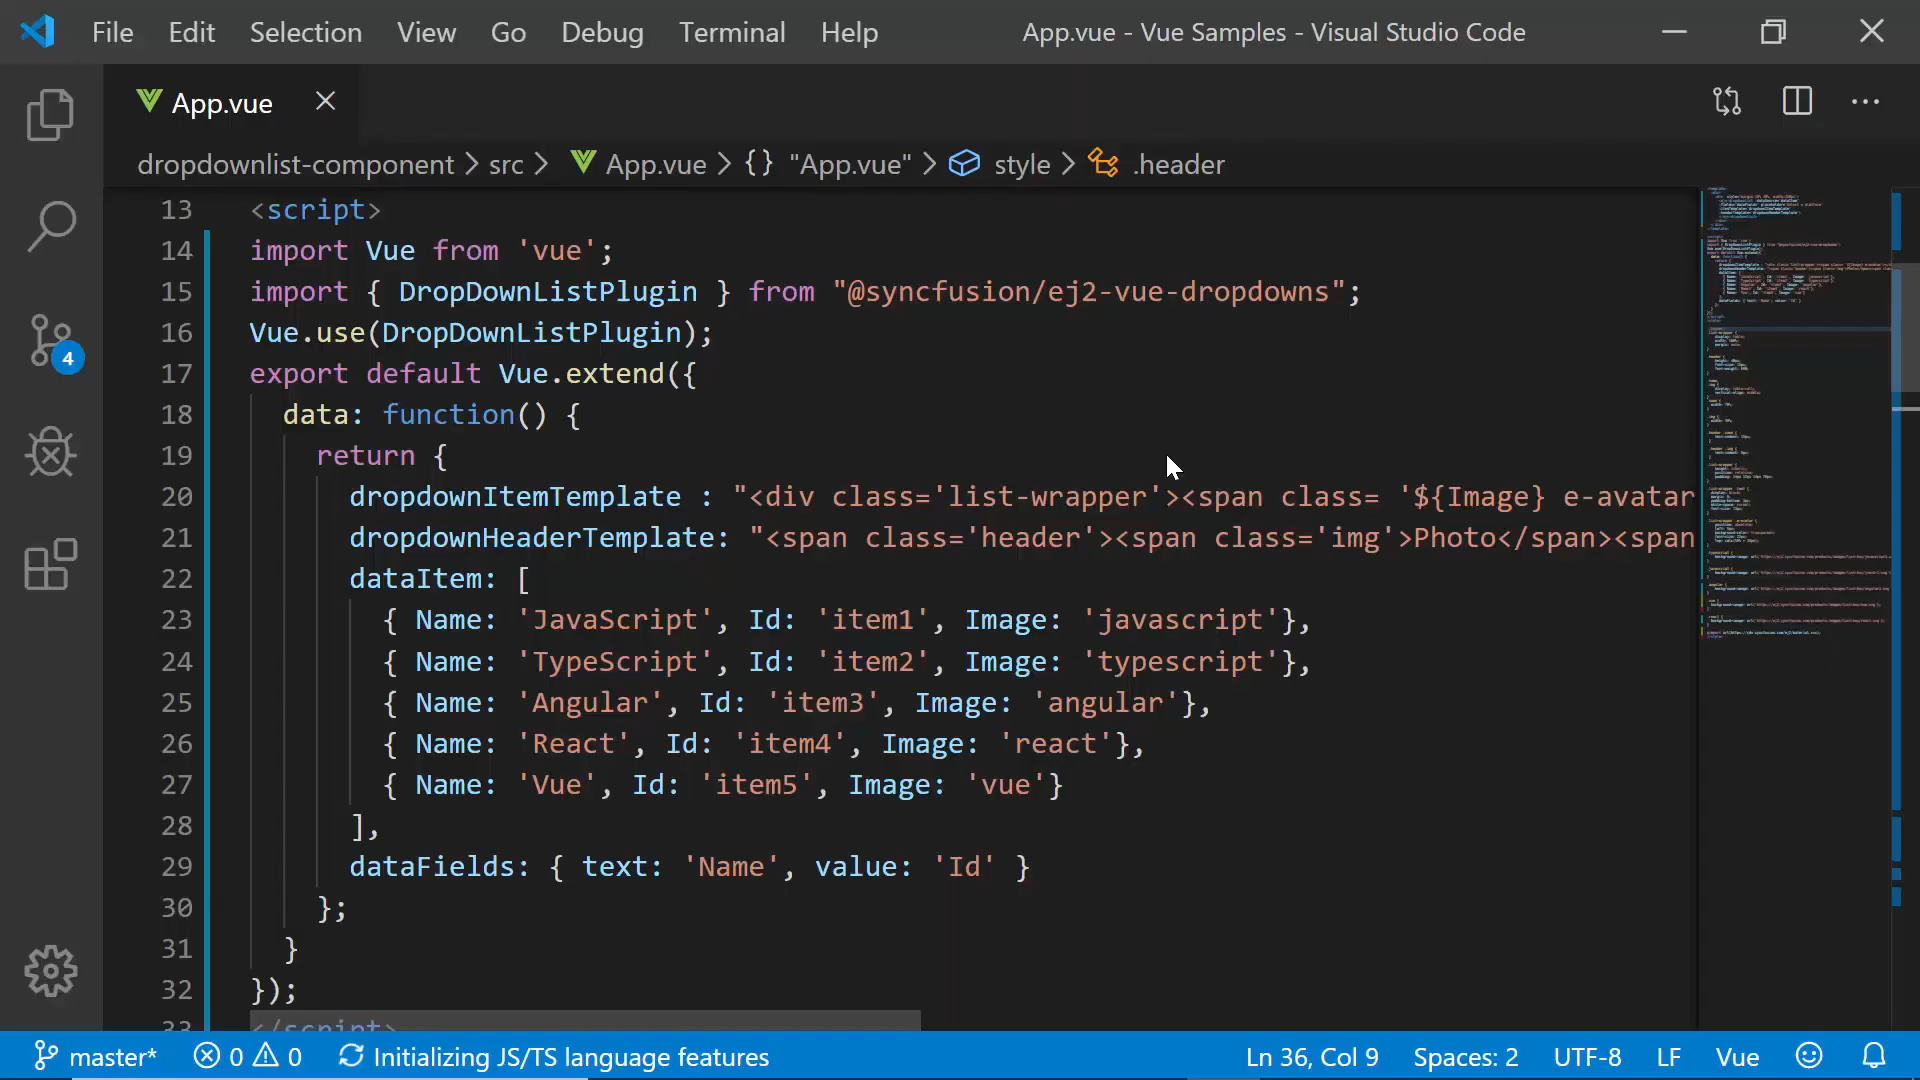 File Edit Selection View Go Debug Terminal Help App.vue - Vue Samples - Visual Studio Code
App.vue
dropdownlist-component > src > App.vue > {} "App.vue" > style > .header
13 <script>
14 import Vue from 'vue';
15 import { DropDownListPlugin } from "@syncfusion/ej2-vue-dropdowns";
16 Vue.use(DropDownListPlugin);
17 export default Vue.extend({
18 data: function() {
19 return {
20 dropdownItemTemplate : "<div class='list-wrapper'><span class= '${Image} e-avatar
21 dropdownHeaderTemplate: "<span class='header'><span class='img'>Photo</span><span
22 dataItem: [
23 { Name: 'JavaScript', Id: 'item1', Image: 'javascript'},
24 { Name: 'TypeScript', Id: 'item2', Image: 'typescript'},
25 { Name: 'Angular', Id: 'item3', Image: 'angular'},
26 { Name: 'React', Id: 'item4', Image: 'react'},
27 { Name: 'Vue', Id: 'item5', Image: 'vue'}
28 ],
29 dataFields: { text: 'Name', value: 'Id' }
30 };
31 }
32 });
33 </script>
4
master* 0 0 Initializing JS/TS language features Ln 36, Col 9 Spaces: 2 UTF-8 LF Vue